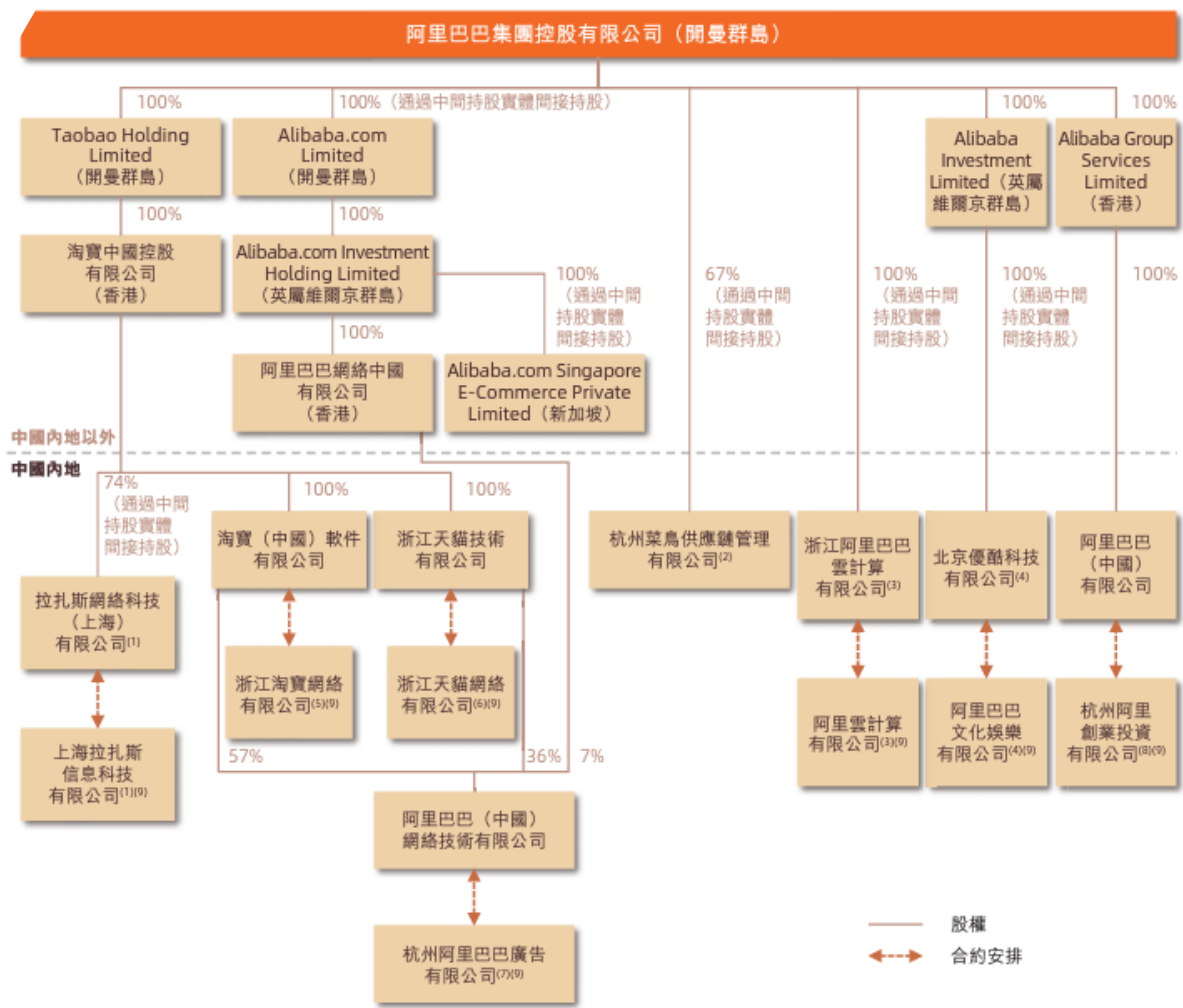 阿里巴巴集團控股有限公司（開曼群島）
100%
100%（通過中間持股實體間接持股）
100%
100%
Taobao Holding
Limited
（開曼群島）
Alibaba.com
Limited
（開曼群島）
Alibaba
Investment
Limited（英屬
維爾京群島）
Alibaba Group
Services
Limited
（香港）
100%
100%
淘寶中國控股
有限公司
（香港）
Alibaba.com Investment
Holding Limited
（英屬維爾京群島）
100%
（通過中間
持股實體
間接持股）
67%
（通過中間
持股實體
間接持股）
100%
（通過中間
持股實體
間接持股）
100%
（通過中間
持股實體
間接持股）
100%
100%
阿里巴巴網絡中國
有限公司
（香港）
Alibaba.com Singapore
E-Commerce Private
Limited（新加坡）
中國內地以外
中國內地
74%
（通過中間
持股實體
間接持股）
100%
100%
淘寶（中國）軟件
有限公司
浙江天貓技術
有限公司
杭州菜鳥供應鏈管理
有限公司(2)
浙江阿里巴巴
雲計算
有限公司(3)
北京優酷科技
有限公司(4)
阿里巴巴
（中國）
有限公司
拉扎斯網絡科技
（上海）
有限公司(1)
浙江淘寶網絡
有限公司(5)(9)
浙江天貓網絡
有限公司(6)(9)
阿里雲計算
有限公司(3)(9)
阿里巴巴
文化娛樂
有限公司(4)(9)
杭州阿里
創業投資
有限公司(8)(9)
57%
36%
7%
上海拉扎斯
信息科技
有限公司(1)(9)
阿里巴巴（中國）
網絡技術有限公司
杭州阿里巴巴廣告
有限公司(7)(9)
股權
合約安排